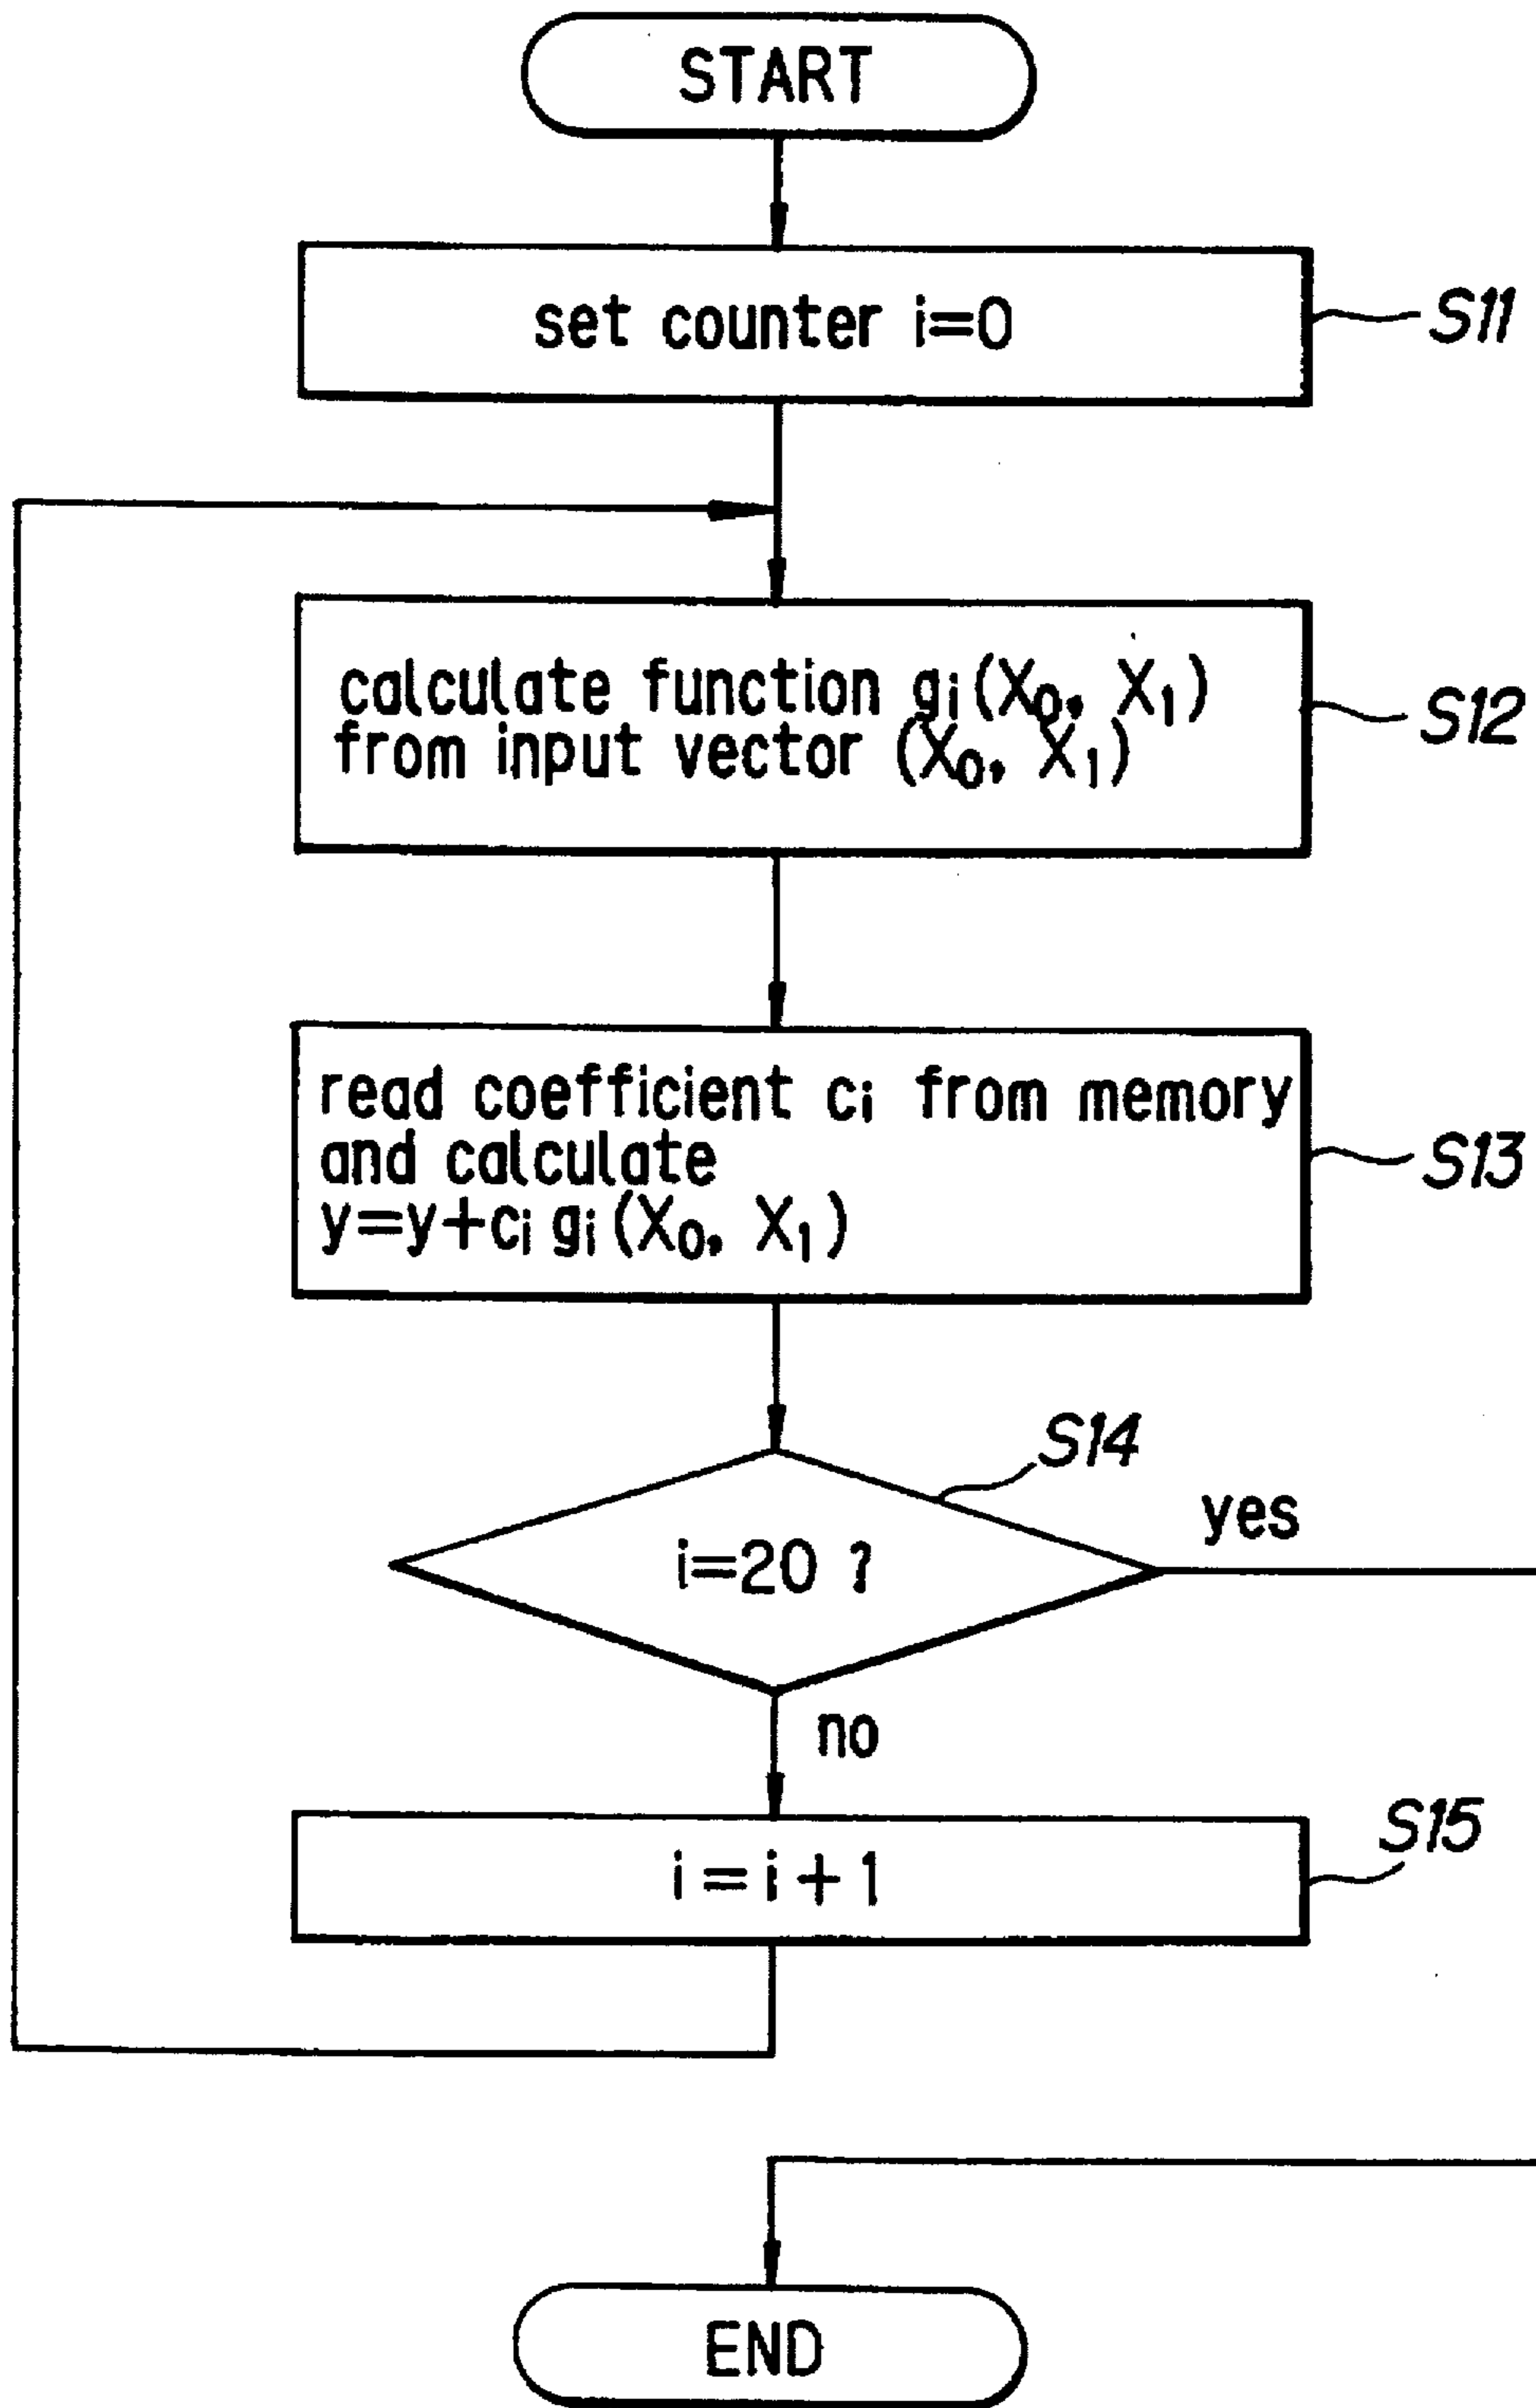 START
set counter i=0
S11
calculate function gi(X0, X1)
from input vector (X0, X1)
S12
read coefficient ci from memory
and calculate
y=y+ci gi(X0, X1)
S13
S14
i=20 ?
yes
no
S15
i=i+1
END